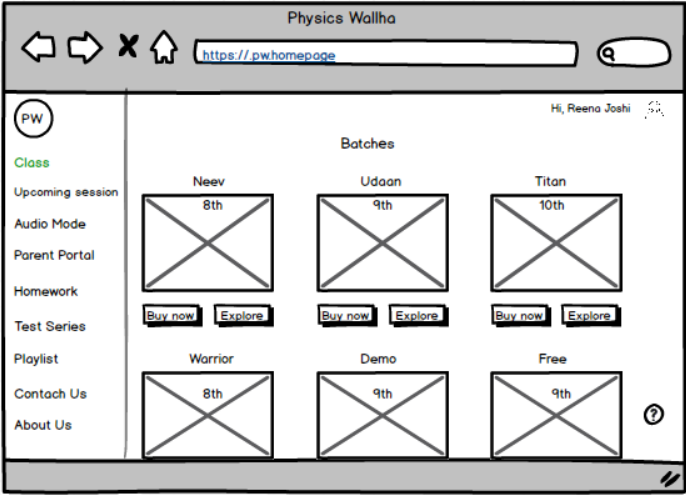 Physics Wallha
https://.pw.homepage
PW
Hi, Reena Joshi
Class
Upcoming session
Audio Mode
Parent Portal
Homework
Test Series
Playlist
Contach Us
About Us
Batches
Neev Udaan Titan
8th 9th 10th
Buy now Explore Buy now Explore Buy now Explore
Warrior Demo Free
8th 9th 9th
?